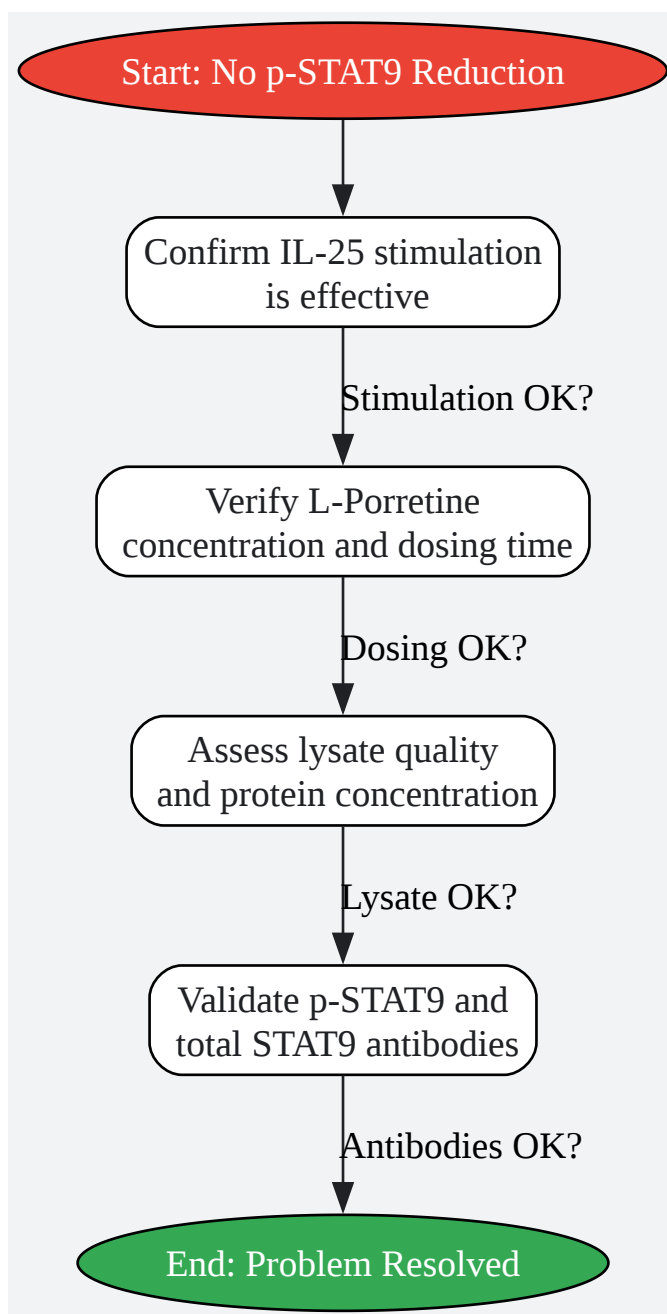 Start: No p-STAT9 Reduction
Confirm IL-25 stimulation
is effective
Stimulation OK?
Verify L-Porretine
concentration and dosing time
Dosing OK?
Assess lysate quality
and protein concentration
Lysate OK?
Validate p-STAT9 and
total STAT9 antibodies
Antibodies OK?
End: Problem Resolved